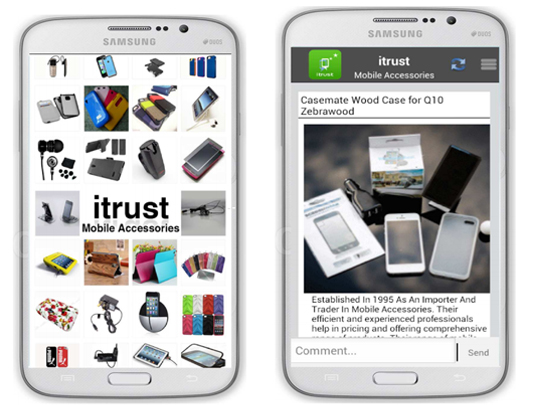 SAMSUNG
DUOS
itrust
Mobile Accessories
SAMSUNG
DUOS
itrust
itrust
Mobile Accessories
Casemate Wood Case for Q10
Zebrawood
Established In 1995 As An Importer And
Trader In Mobile Accessories. Their
efficient and experienced professionals
help in pricing and offering comprehensive
Comment...
Send